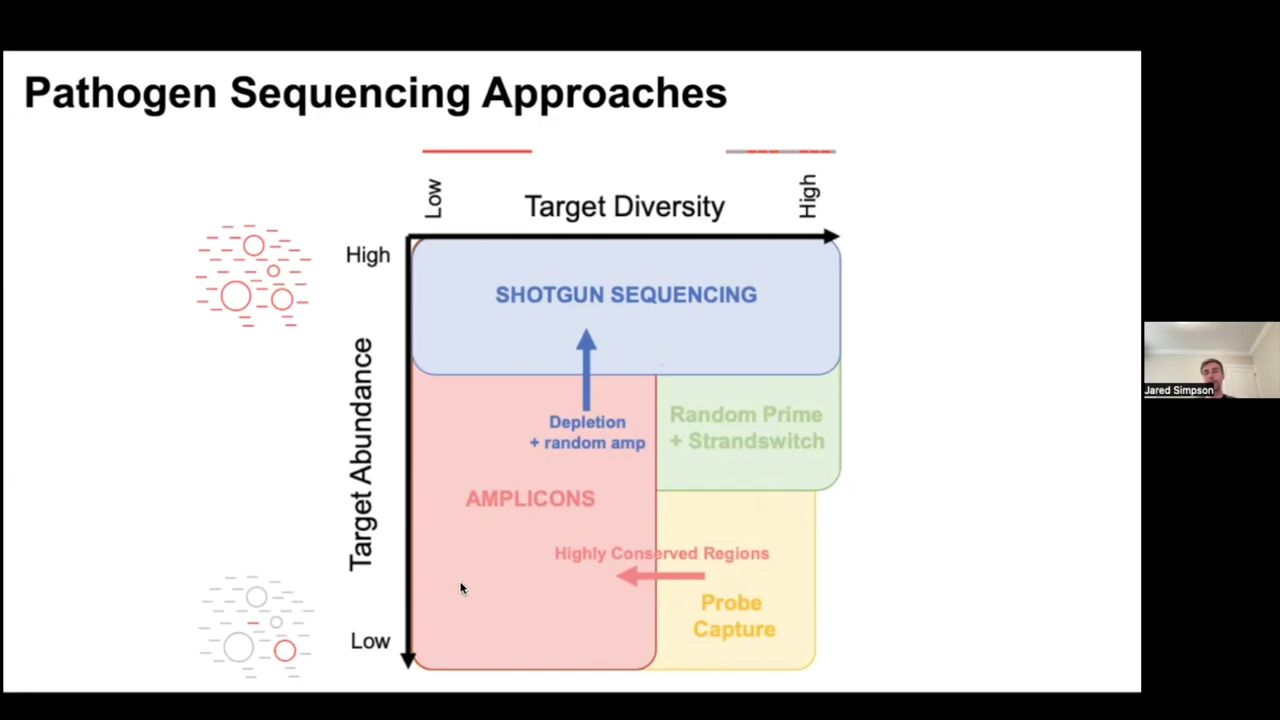 Pathogen Sequencing Approaches
Low
Target Diversity
High
High
Target Abundance
Low
SHOTGUN SEQUENCING
Depletion
+ random amp
Random Prime
+ Strandswitch
AMPLICONS
Highly Conserved Regions
Probe
Capture
Jared Simpson